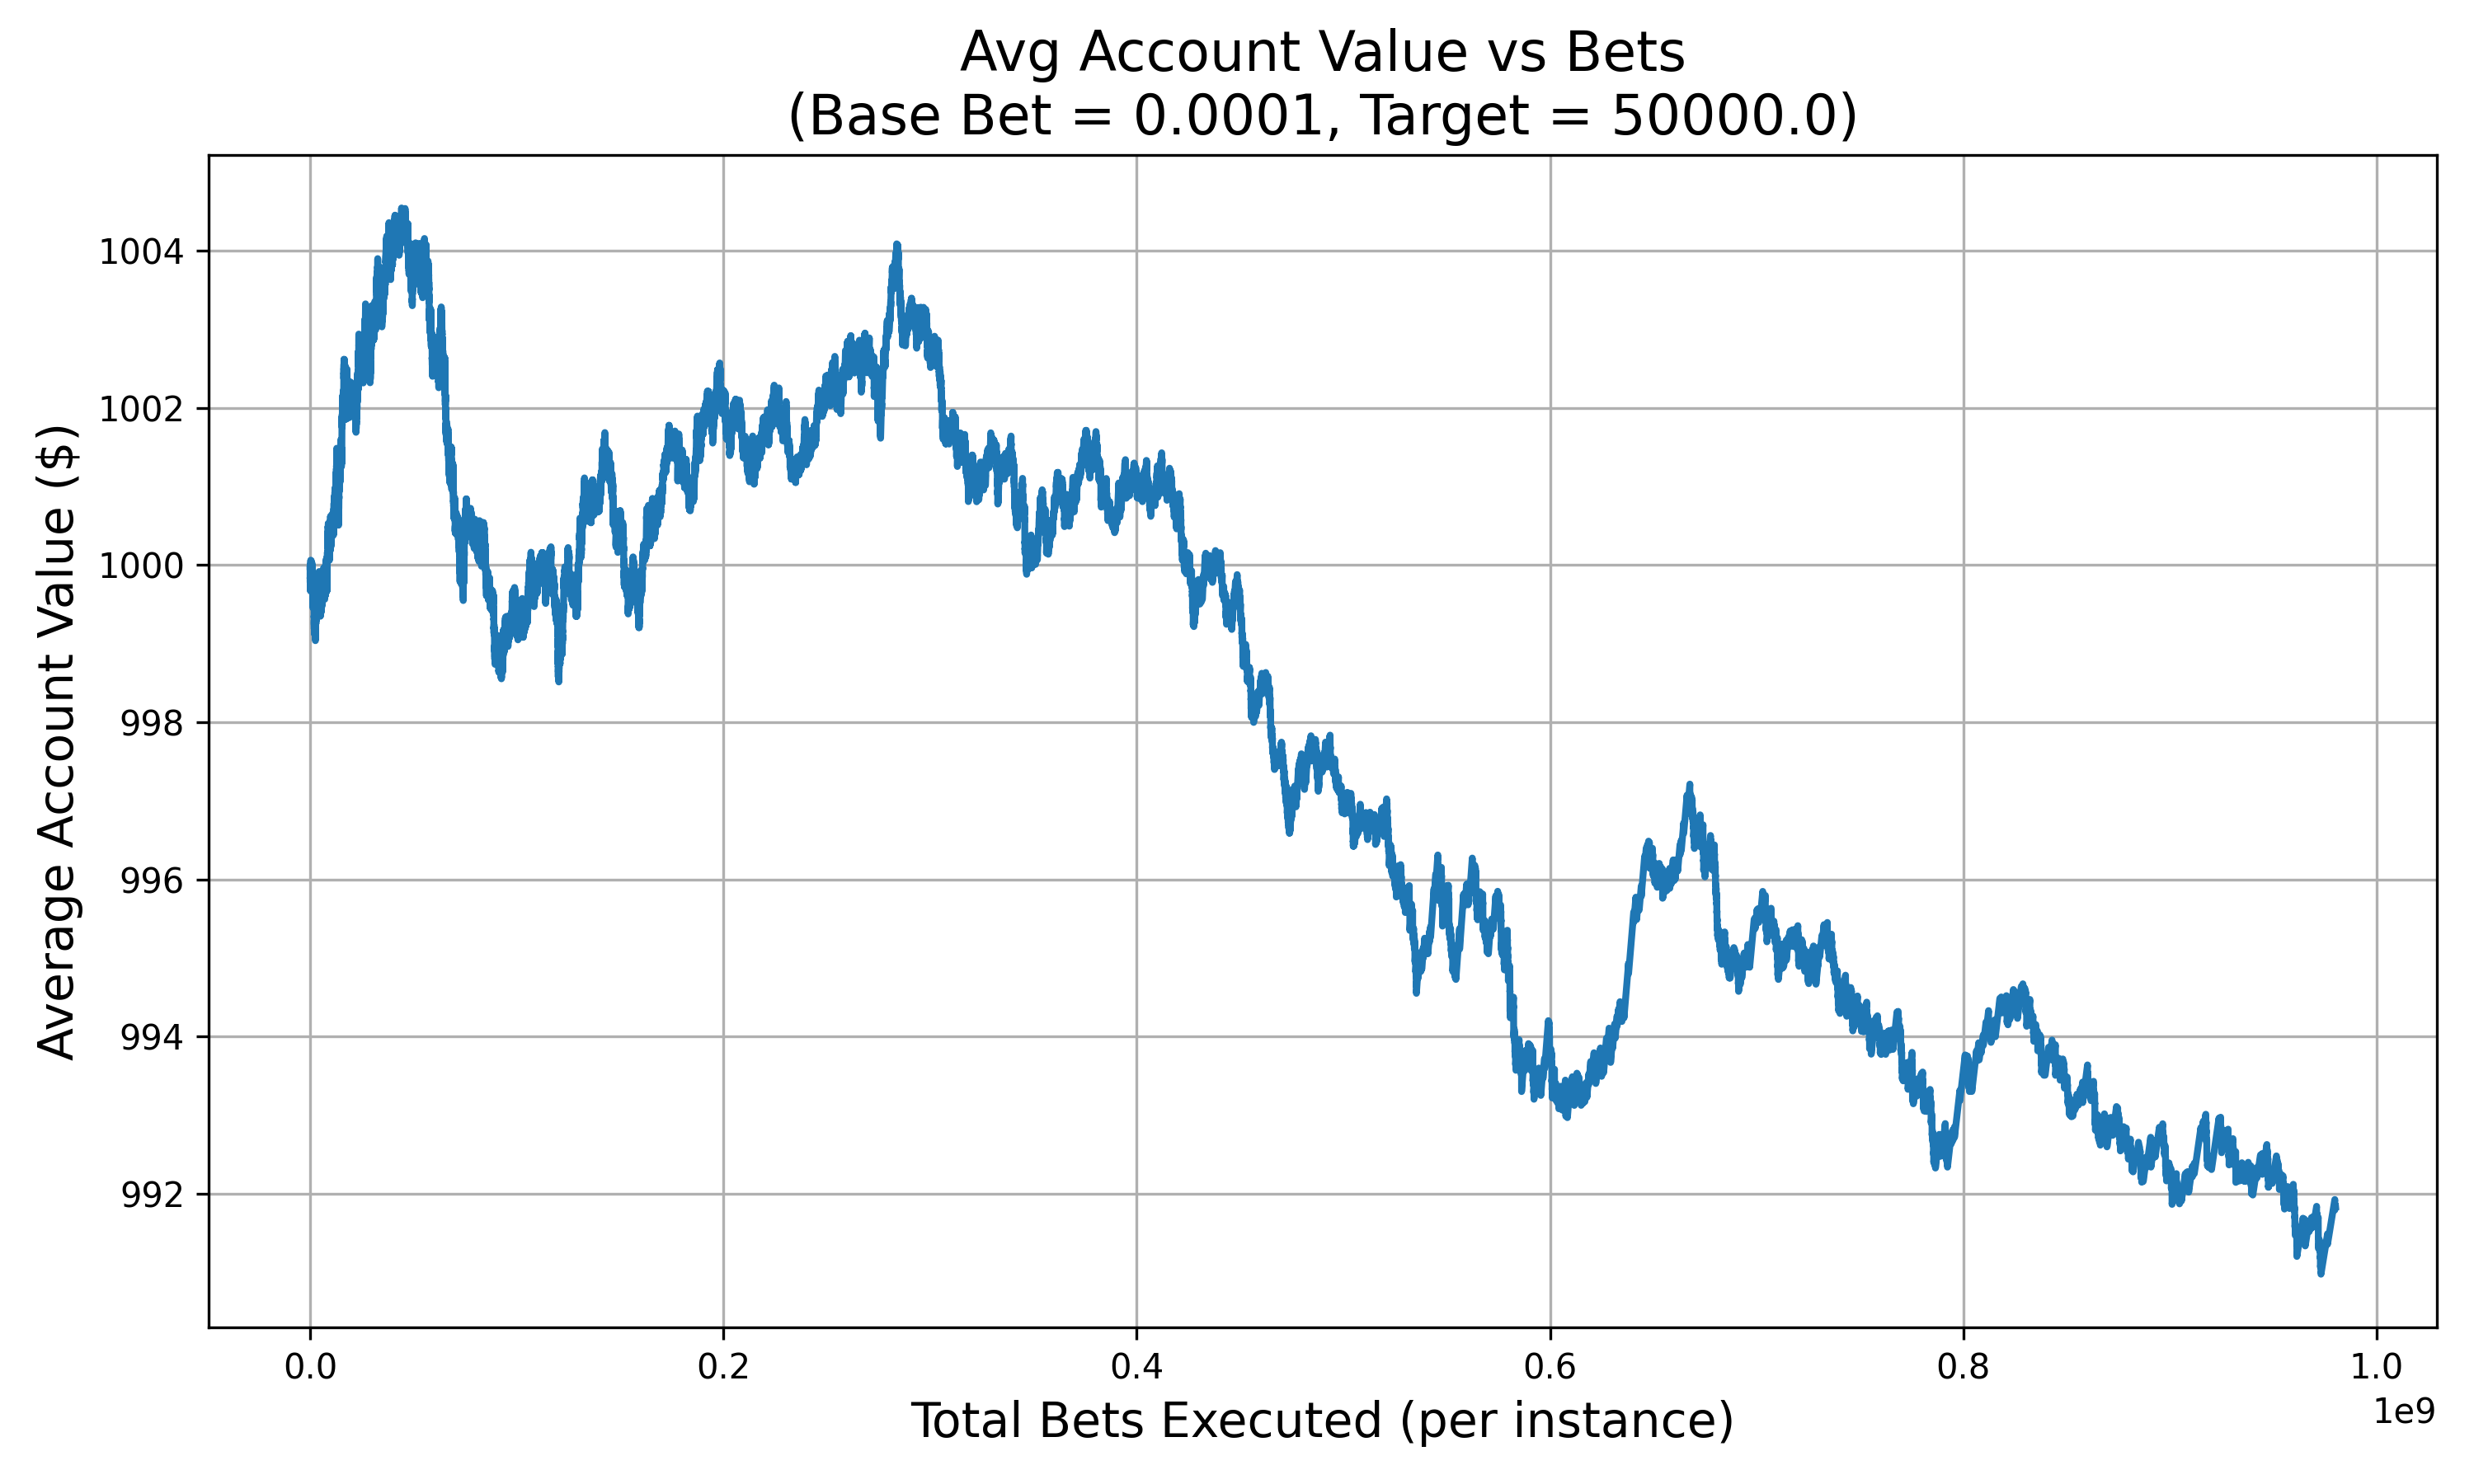 Avg Account Value vs Bets
(Base Bet = 0.0001, Target = 50000.0)
Average Account Value ($)
1004
1002
1000
998
996
994
992
0.0 0.2 0.4 0.6 0.8 1.0
1e9
Total Bets Executed (per instance)